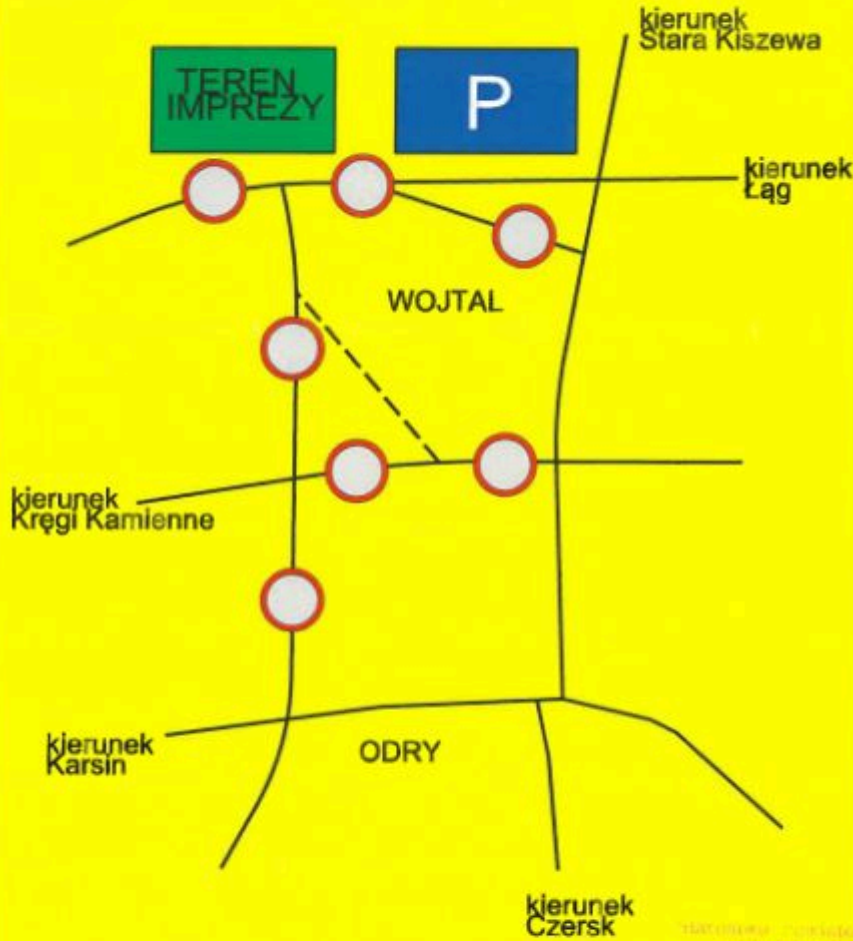 kierunek
Stara Kiszewa
TEREN
IMPREZY
P
kierunek
Łąg
WOJTAL
kierunek
Kręgi Kamienne
kierunek
Karsin
ODRY
kierunek
Czersk